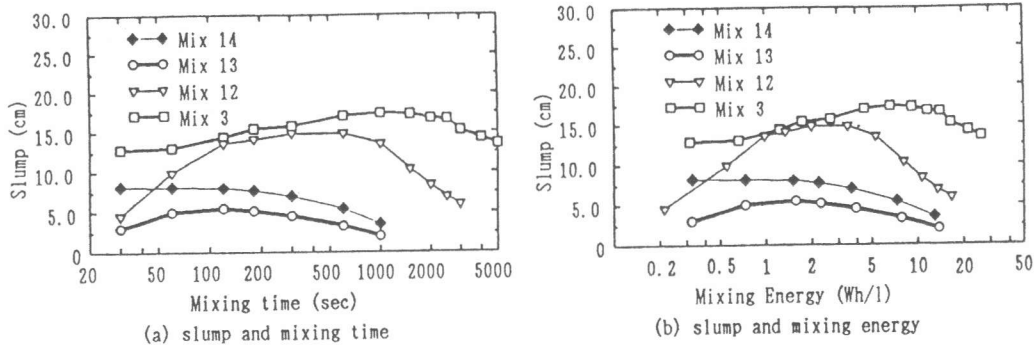 30.0
25.0
20.0
15.0
10.0
5.0
0
Slump (cm)
Mix 14
Mix 13
Mix 12
Mix 3
20 50 100 200 500 1000 2000 5000
Mixing time (sec)
(a) slump and mixing time
30.0
25.0
20.0
15.0
10.0
5.0
0
Slump (cm)
Mix 14
Mix 13
Mix 12
Mix 3
0.2 0.5 1 2 5 10 20 50
Mixing Energy (Wh/l)
(b) slump and mixing energy